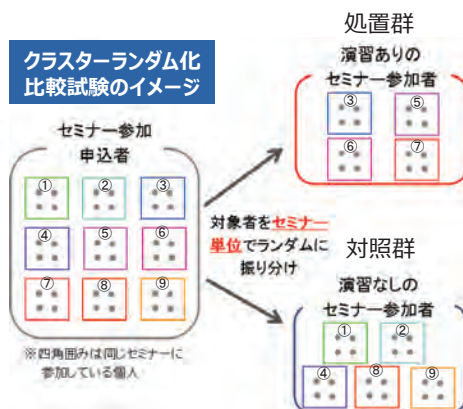 クラスターランダム化
比較試験のイメージ
セミナー参加
申込者
①
②
③
④
⑤
⑥
⑦
⑧
⑨
※四角囲みは同じセミナーに
参加している個人
対象者をセミナー
単位でランダムに
振り分け
処置群
演習ありの
セミナー参加者
③
⑤
⑥
⑦
対照群
演習なしの
セミナー参加者
①
②
④
⑧
⑨